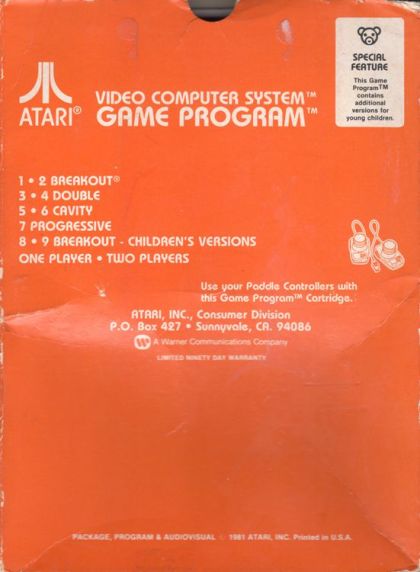 ATARI®
VIDEO COMPUTER SYSTEM™
GAME PROGRAM™
SPECIAL
FEATURE
This Game
Program™
contains
additional
versions for
young children.
1 • 2 BREAKOUT®
3 • 4 DOUBLE
5 • 6 CAVITY
7 PROGRESSIVE
8 • 9 BREAKOUT - CHILDREN'S VERSIONS
ONE PLAYER • TWO PLAYERS
Use your Paddle Controllers with
this Game Program™ Cartridge.
ATARI, INC., Consumer Division
P.O. Box 427 • Sunnyvale, CA. 94086
A Warner Communications Company
LIMITED NINETY DAY WARRANTY
PACKAGE, PROGRAM & AUDIOVISUAL © 1981 ATARI, INC. Printed in U.S.A.